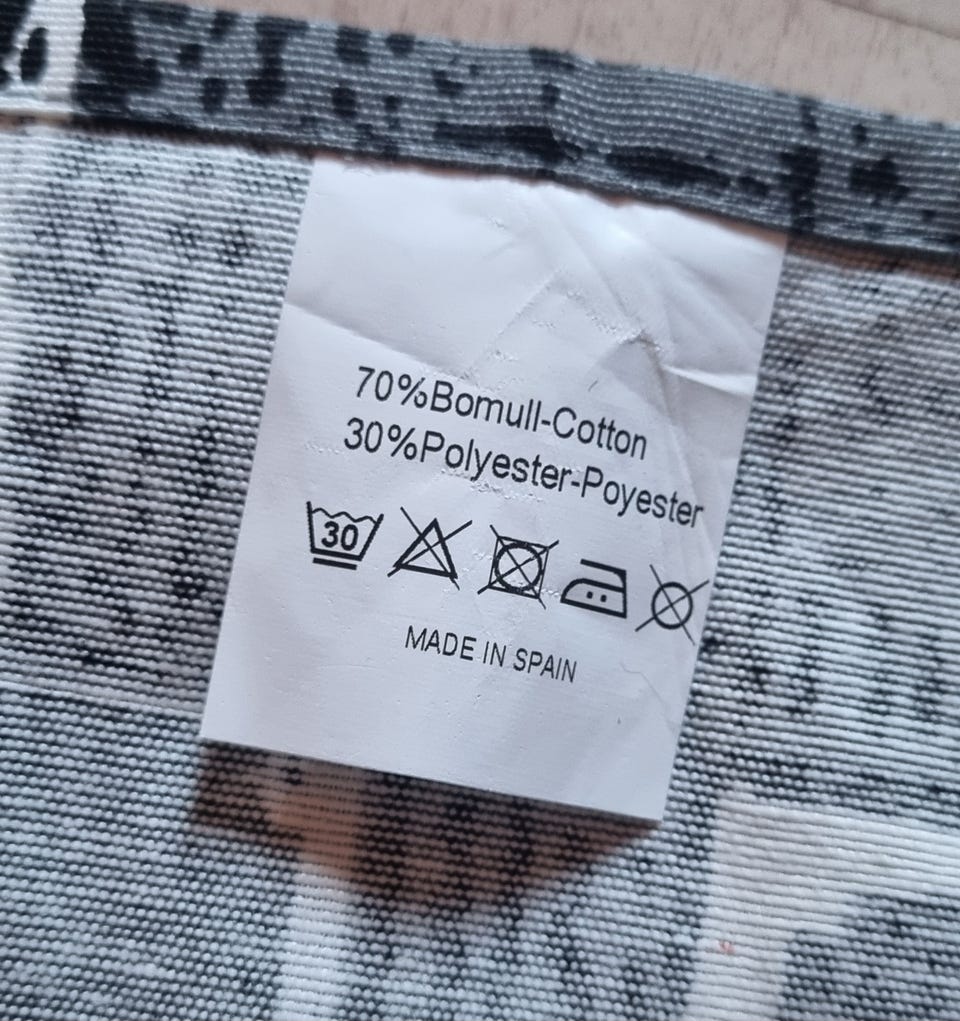 70%Bomull-Cotton
30%Polyester-Poyester
30
MADE IN SPAIN